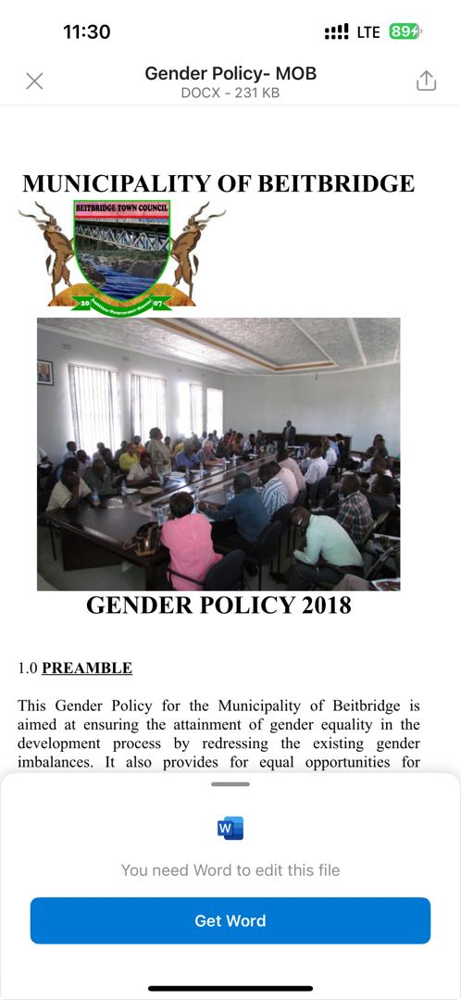 11:30
LTE
89
Gender Policy- MOB
DOCX - 231 KB
MUNICIPALITY OF BEITBRIDGE
BEITBRIDGE TOWN COUNCIL
20
07
GENDER POLICY 2018
1.0 PREAMBLE
This Gender Policy for the Municipality of Beitbridge is
aimed at ensuring the attainment of gender equality in the
development process by redressing the existing gender
imbalances. It also provides for equal opportunities for
W
You need Word to edit this file
Get Word